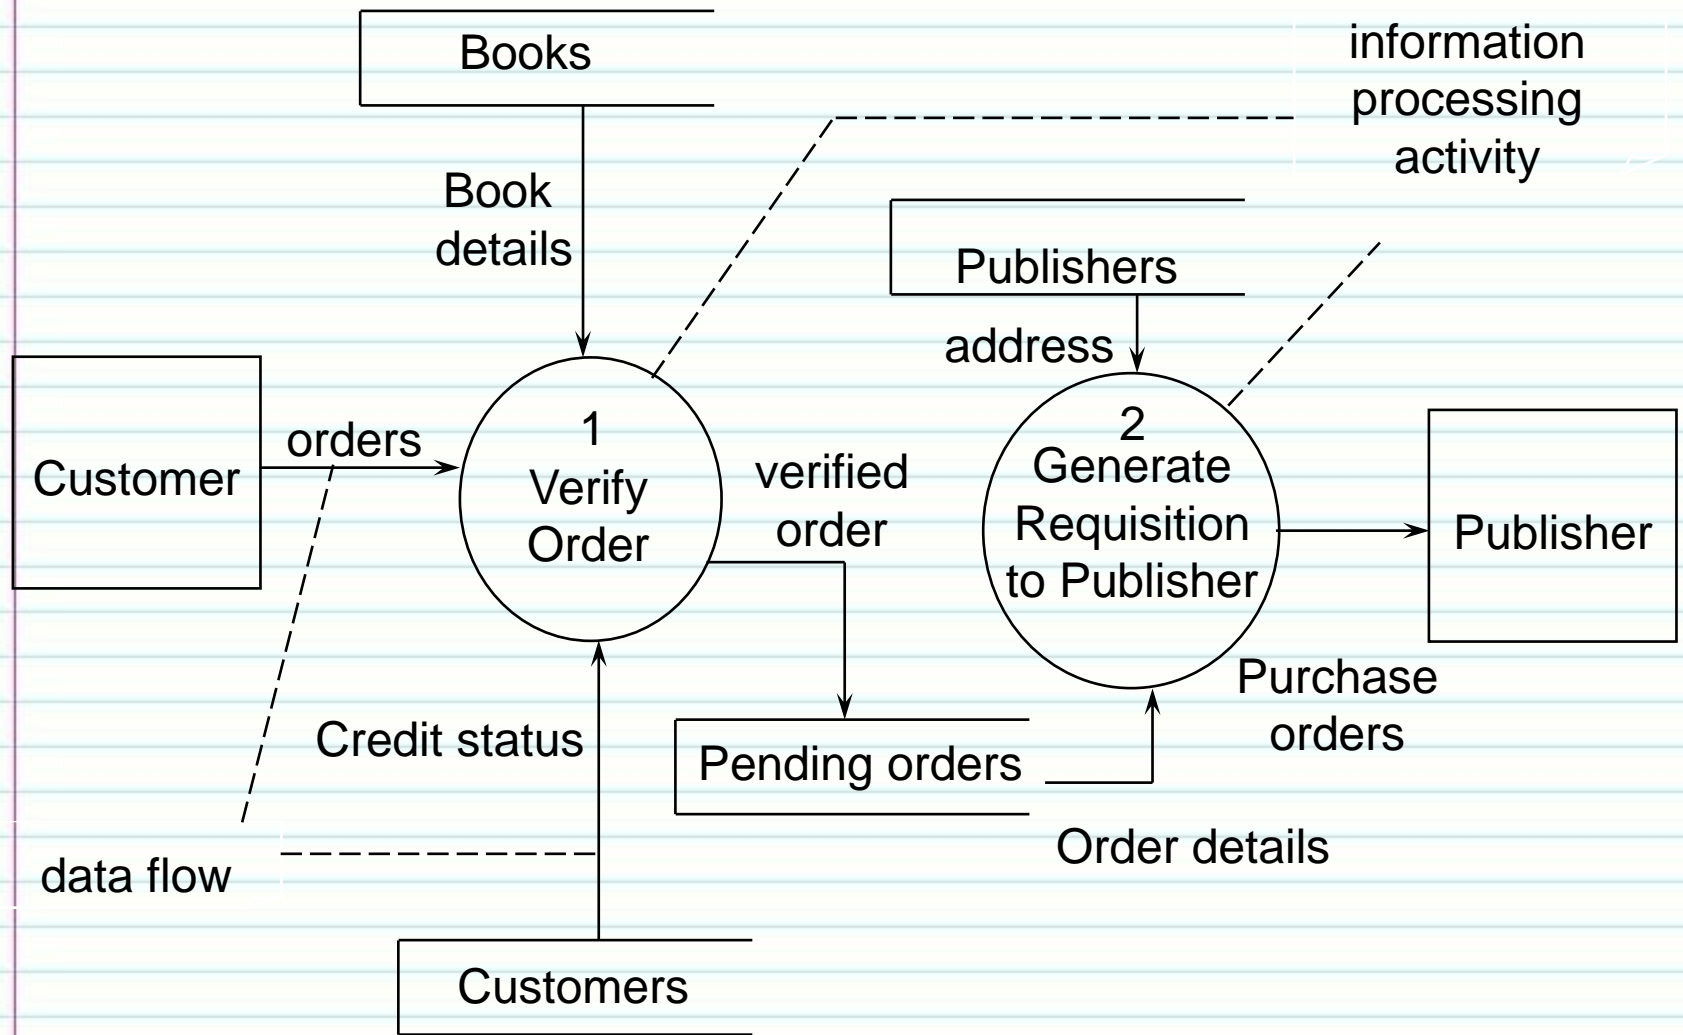 Books
information
processing
activity
Book
details
Publishers
address
Customer
orders
1
Verify
Order
verified
order
2
Generate
Requisition
to Publisher
Publisher
Purchase
orders
Credit status
Pending orders
Order details
data flow
Customers